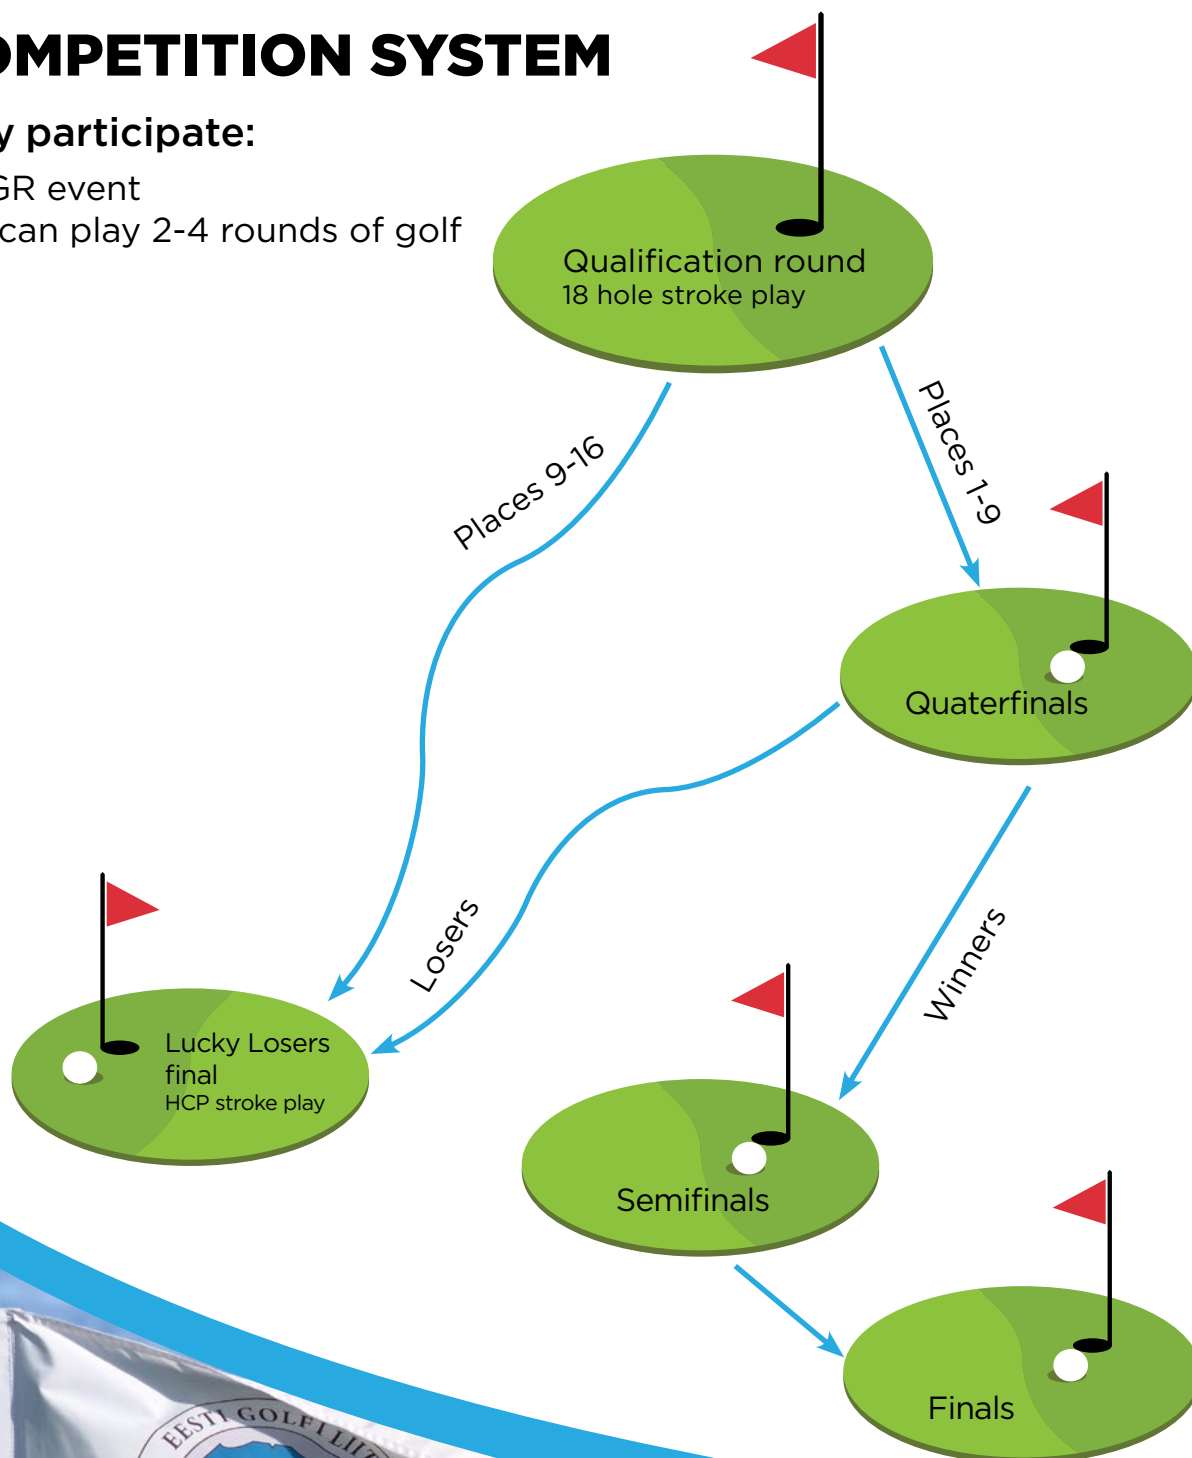 OMPETITION SYSTEM
y participate:
GR event
can play 2-4 rounds of golf
Qualification round
18 hole stroke play
Places 9-16
Places 1-9
Quaterfinals
Losers
Winners
Lucky Losers
final
HCP stroke play
Semifinals
Finals
EESTI GOLFI LIIT